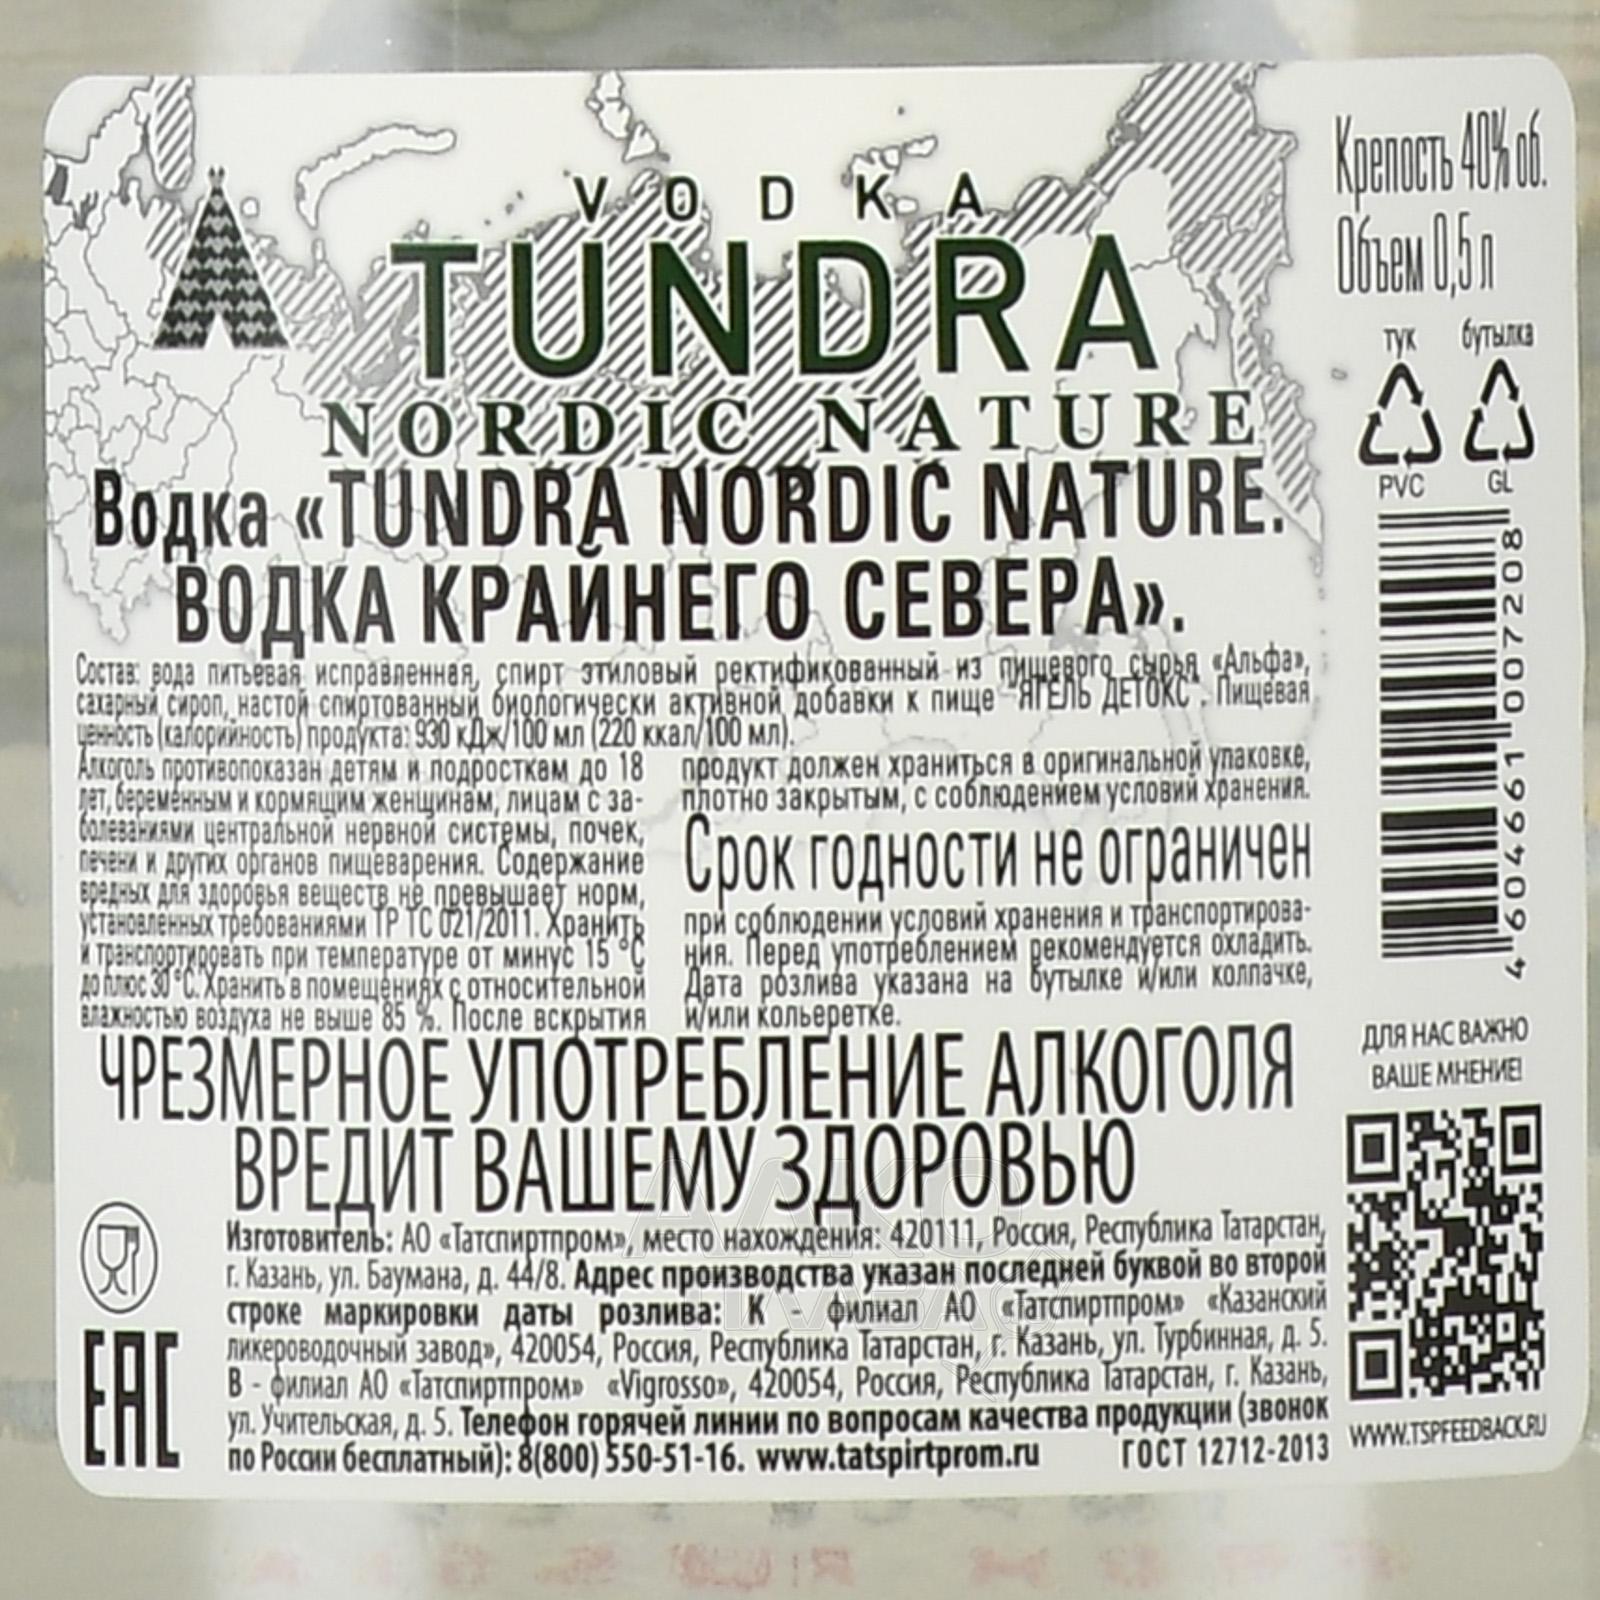 VODKA
TUNDRA
NORDIC NATURE
Водка «TUNDRA NORDIC NATURE.
ВОДКА КРАЙНЕГО СЕВЕРА».
Состав: вода питьевая исправленная, спирт этиловый ректификованный из пищевого сырья «Альфа»,
сахарный сироп, настой спиртованный биологически активной добавки к пище "ЯГЕЛЬ ДЕТОКС". Пищевая
ценность (калорийность) продукта: 930 кДж/100 мл (220 ккал/100 мл).
Алкоголь противопоказан детям и подросткам до 18
лет, беременным и кормящим женщинам, лицам с за-
болеваниями центральной нервной системы, почек,
печени и других органов пищеварения. Содержание
вредных для здоровья веществ не превышает норм,
установленных требованиями ТР ТС 021/2011. Хранить
и транспортировать при температуре от минус 15 °С
до плюс 30 °С. Хранить в помещениях с относительной
влажностью воздуха не выше 85 %. После вскрытия
продукт должен храниться в оригинальной упаковке,
плотно закрытым, с соблюдением условий хранения.
Срок годности не ограничен
при соблюдении условий хранения и транспортирова-
ния. Перед употреблением рекомендуется охладить.
Дата розлива указана на бутылке и/или колпачке,
и/или кольеретке.
ЧРЕЗМЕРНОЕ УПОТРЕБЛЕНИЕ АЛКОГОЛЯ
ВРЕДИТ ВАШЕМУ ЗДОРОВЬЮ
Изготовитель: АО «Татспиртпром», место нахождения: 420111, Россия, Республика Татарстан,
г. Казань, ул. Баумана, д. 44/8. Адрес производства указан последней буквой во второй
строке маркировки даты розлива: К - филиал АО «Татспиртпром» «Казанский
ликероводочный завод», 420054, Россия, Республика Татарстан, г. Казань, ул. Турбинная, д. 5.
В - филиал АО «Татспиртпром» «Vigrosso», 420054, Россия, Республика Татарстан, г. Казань,
ул. Учительская, д. 5. Телефон горячей линии по вопросам качества продукции (звонок
по России бесплатный): 8(800) 550-51-16. www.tatspirtprom.ru ГОСТ 12712-2013
EAC
Крепость 40% об.
Объем 0,5 л
тук бутылка
PVC GL
4 604661 007208
ДЛЯ НАС ВАЖНО
ВАШЕ МНЕНИЕ!
WWW.TSPFEEDBACK.RU